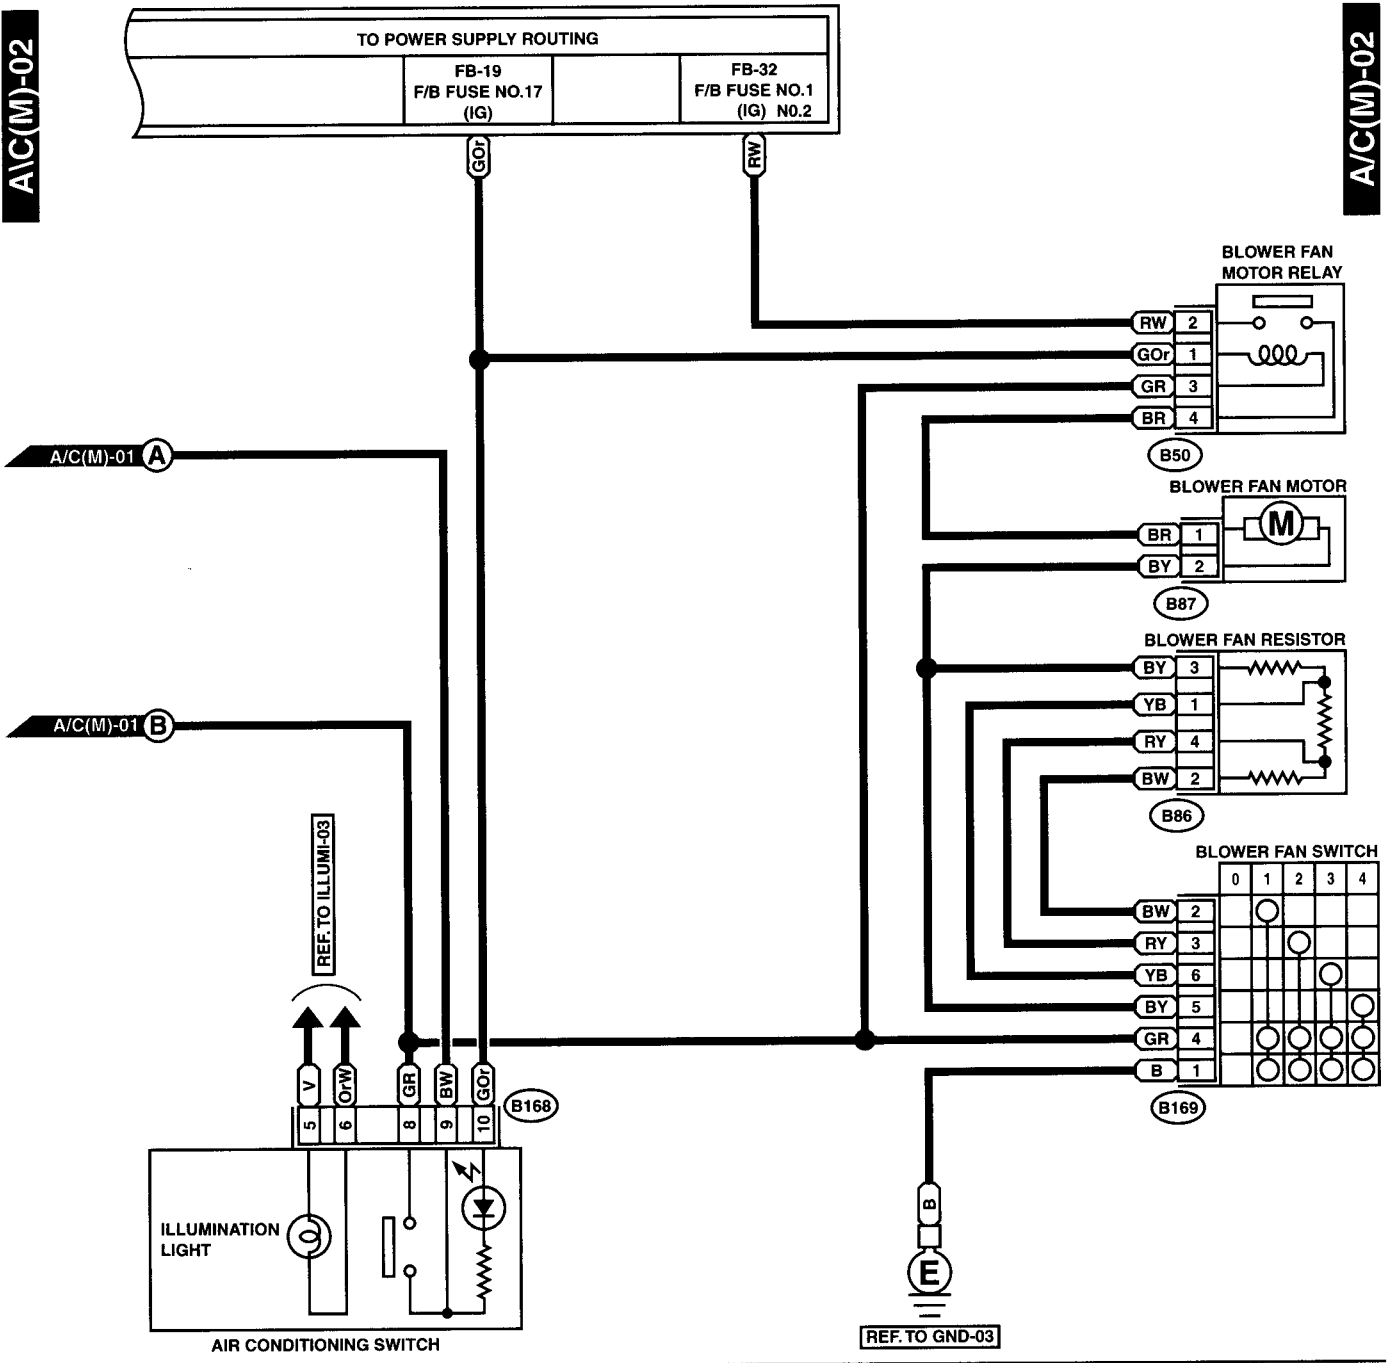 A\C(M)-02
A/C(M)-02
TO POWER SUPPLY ROUTING
FB-19
F/B FUSE NO.17
(IG)
FB-32
F/B FUSE NO.1
(IG) N0.2
GOr
RW
BLOWER FAN
MOTOR RELAY
RW 2
GOr 1
GR 3
BR 4
B50
A/C(M)-01 A
BLOWER FAN MOTOR
M
BR 1
BY 2
B87
BLOWER FAN RESISTOR
BY 3
YB 1
RY 4
BW 2
B86
A/C(M)-01 B
REF. TO ILLUMI-03
BLOWER FAN SWITCH
0 1 2 3 4
BW 2
RY 3
YB 6
BY 5
GR 4
B 1
B169
V OrW GR BW GOr
5 6 8 9 10
B168
ILLUMINATION
LIGHT
AIR CONDITIONING SWITCH
B
E
REF. TO GND-03